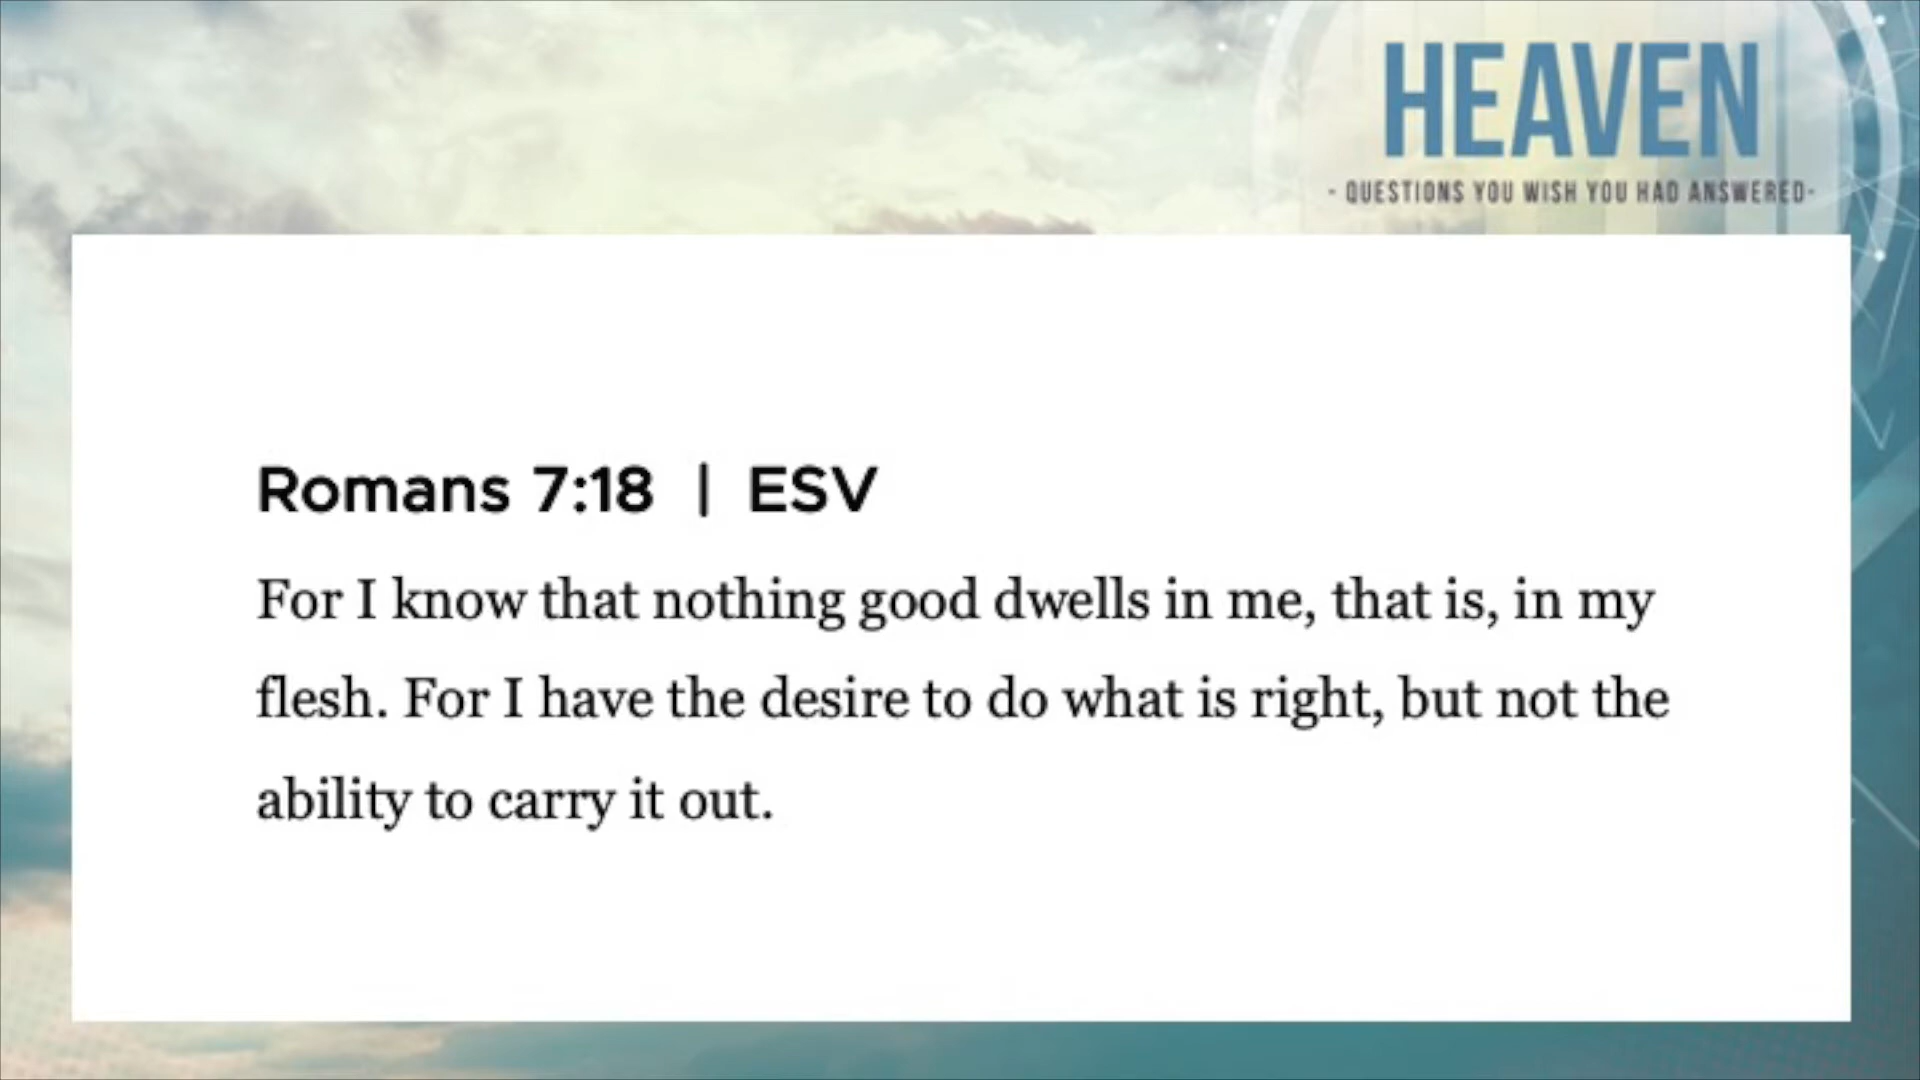 HEAVEN
- QUESTIONS YOU WISH YOU HAD ANSWERED-
Romans 7:18 | ESV
For I know that nothing good dwells in me, that is, in my
flesh. For I have the desire to do what is right, but not the
ability to carry it out.